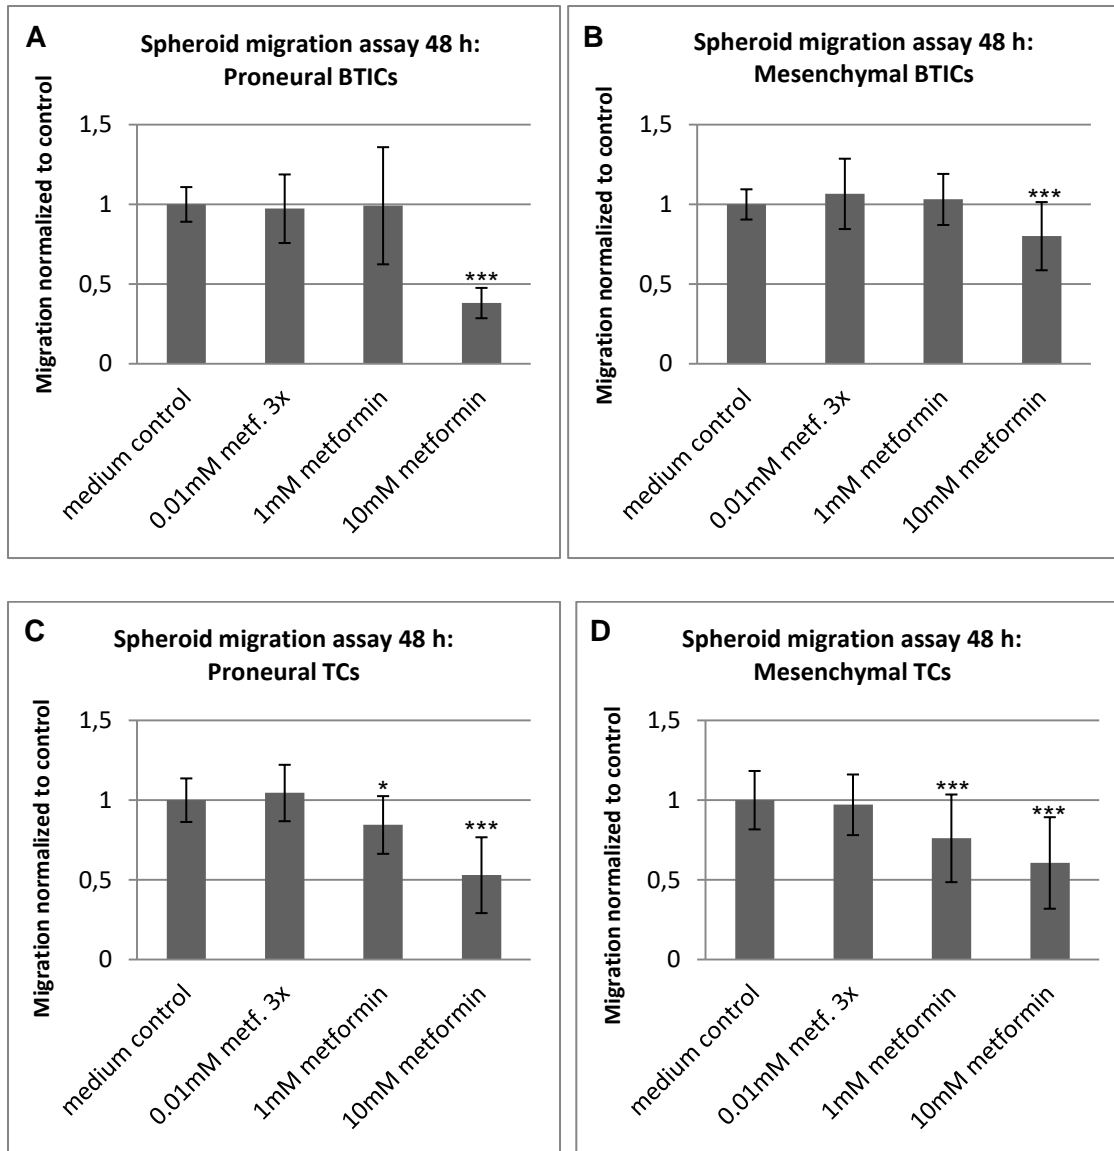 A
Spheroid migration assay 48 h:
Proneural BTICs
Migration normalized to control
1,5
1
0,5
0
***
medium control
0.01mM metf. 3x
1mM metformin
10mM metformin
B
Spheroid migration assay 48 h:
Mesenchymal BTICs
Migration normalized to control
1,5
1
0,5
0
***
medium control
0.01mM metf. 3x
1mM metformin
10mM metformin
C
Spheroid migration assay 48 h:
Proneural TCs
Migration normalized to control
1,5
1
0,5
0
*
***
medium control
0.01mM metf. 3x
1mM metformin
10mM metformin
D
Spheroid migration assay 48 h:
Mesenchymal TCs
Migration normalized to control
1,5
1
0,5
0
***
***
medium control
0.01mM metf. 3x
1mM metformin
10mM metformin